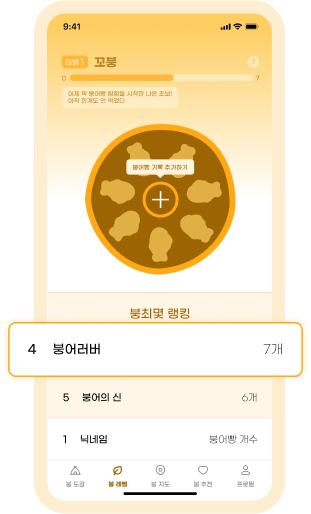 9:41
레벨 1 꼬붕
?
0 7
이제 막 붕어빵 탐험을 시작한 나은 초보!
아직 한개도 안 먹었다
붕어빵 기록 추가하기
붕최몇 랭킹
4 붕어러버 7개
5 붕어의 신 6개
1 닉네임 붕어빵 개수
붕 도감 붕 레벨 붕 지도 붕 추천 프로필